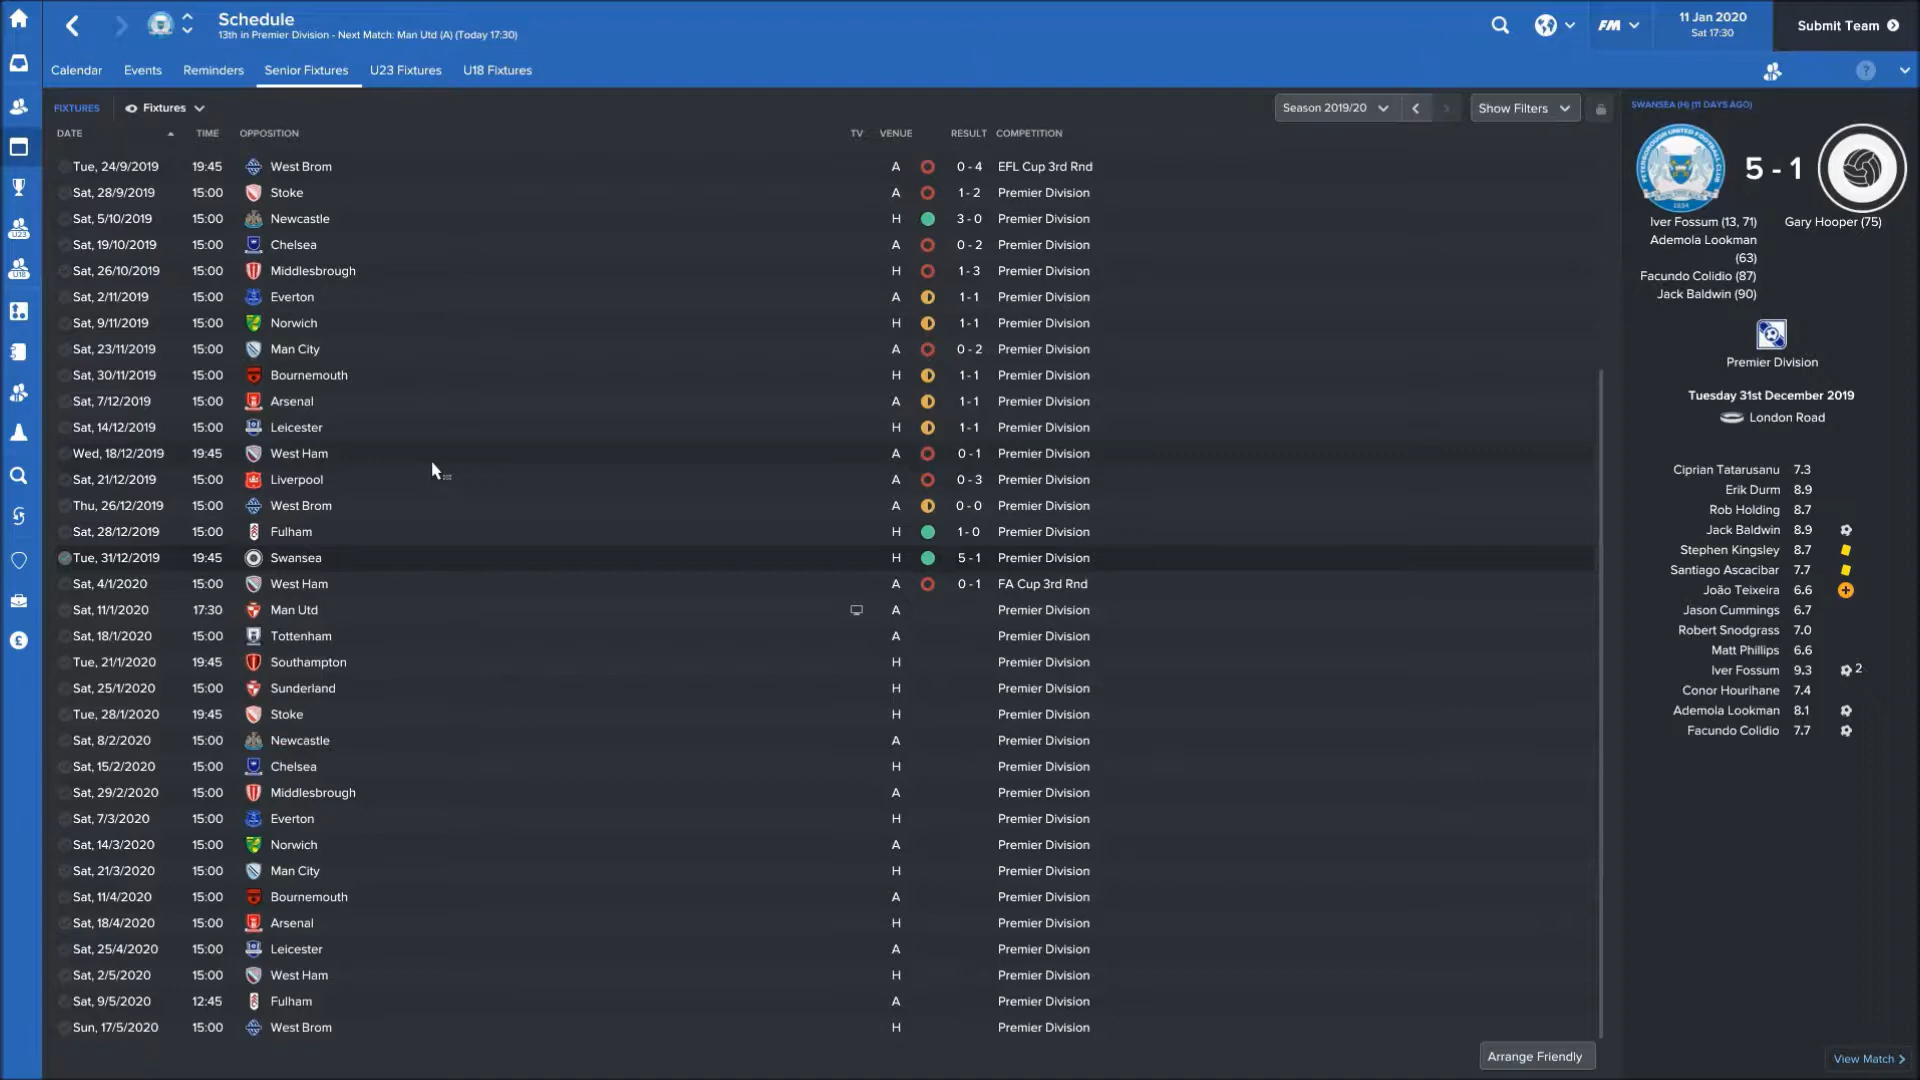 Schedule
13th in Premier Division - Next Match: Man Utd (A) (Today 17:30)
FM
11 Jan 2020
Sat 17:30
Submit Team
Calendar Events Reminders Senior Fixtures U23 Fixtures U18 Fixtures
FIXTURES Fixtures Season 2019/20 Show Filters
DATE TIME OPPOSITION TV VENUE RESULT COMPETITION
Tue, 24/9/2019 19:45 West Brom A 0 - 4 EFL Cup 3rd Rnd
Sat, 28/9/2019 15:00 Stoke A 1 - 2 Premier Division
Sat, 5/10/2019 15:00 Newcastle H 3 - 0 Premier Division
Sat, 19/10/2019 15:00 Chelsea A 0 - 2 Premier Division
Sat, 26/10/2019 15:00 Middlesbrough H 1 - 3 Premier Division
Sat, 2/11/2019 15:00 Everton A 1 - 1 Premier Division
Sat, 9/11/2019 15:00 Norwich H 1 - 1 Premier Division
Sat, 23/11/2019 15:00 Man City A 0 - 2 Premier Division
Sat, 30/11/2019 15:00 Bournemouth H 1 - 1 Premier Division
Sat, 7/12/2019 15:00 Arsenal A 1 - 1 Premier Division
Sat, 14/12/2019 15:00 Leicester H 1 - 1 Premier Division
Wed, 18/12/2019 19:45 West Ham A 0 - 1 Premier Division
Sat, 21/12/2019 15:00 Liverpool A 0 - 3 Premier Division
Thu, 26/12/2019 15:00 West Brom A 0 - 0 Premier Division
Sat, 28/12/2019 15:00 Fulham H 1 - 0 Premier Division
Tue, 31/12/2019 19:45 Swansea H 5 - 1 Premier Division
Sat, 4/1/2020 15:00 West Ham A 0 - 1 FA Cup 3rd Rnd
Sat, 11/1/2020 17:30 Man Utd A Premier Division
Sat, 18/1/2020 15:00 Tottenham A Premier Division
Tue, 21/1/2020 19:45 Southampton H Premier Division
Sat, 25/1/2020 15:00 Sunderland H Premier Division
Tue, 28/1/2020 19:45 Stoke H Premier Division
Sat, 8/2/2020 15:00 Newcastle A Premier Division
Sat, 15/2/2020 15:00 Chelsea H Premier Division
Sat, 29/2/2020 15:00 Middlesbrough A Premier Division
Sat, 7/3/2020 15:00 Everton H Premier Division
Sat, 14/3/2020 15:00 Norwich A Premier Division
Sat, 21/3/2020 15:00 Man City H Premier Division
Sat, 11/4/2020 15:00 Bournemouth A Premier Division
Sat, 18/4/2020 15:00 Arsenal H Premier Division
Sat, 25/4/2020 15:00 Leicester A Premier Division
Sat, 2/5/2020 15:00 West Ham H Premier Division
Sat, 9/5/2020 12:45 Fulham A Premier Division
Sun, 17/5/2020 15:00 West Brom H Premier Division
Arrange Friendly
U23
U18
SWANSEA (H) (11 DAYS AGO)
PETERBOROUGH UNITED FOOTBALL CLUB
1934
5 - 1
Iver Fossum (13, 71) Gary Hooper (75)
Ademola Lookman
(63)
Facundo Colidio (87)
Jack Baldwin (90)
Premier Division
Tuesday 31st December 2019
London Road
Ciprian Tatarusanu 7.3
Erik Durm 8.9
Rob Holding 8.7
Jack Baldwin 8.9
Stephen Kingsley 8.7
Santiago Ascacibar 7.7
João Teixeira 6.6
Jason Cummings 6.7
Robert Snodgrass 7.0
Matt Phillips 6.6
Iver Fossum 9.3 2
Conor Hourihane 7.4
Ademola Lookman 8.1
Facundo Colidio 7.7
View Match